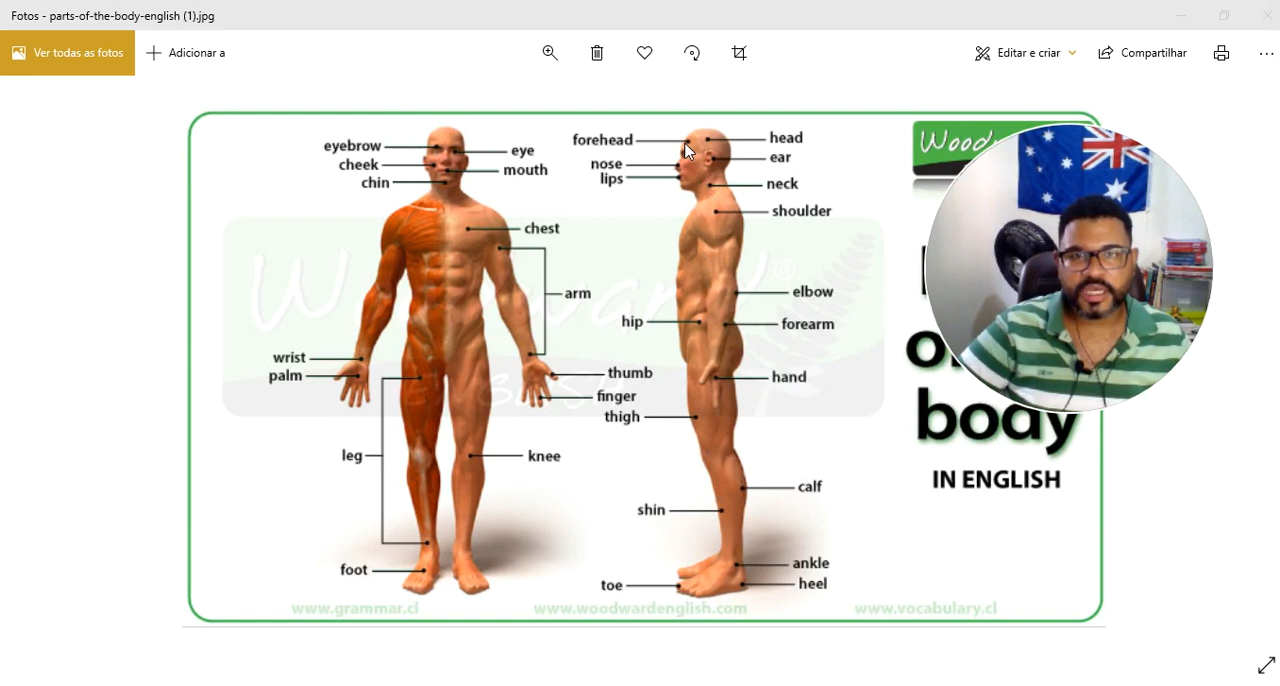 Fotos - parts-of-the-body-english (1).jpg
Ver todas as fotos
Adicionar a
Editar e criar
Compartilhar
eyebrow
cheek
chin
eye
mouth
chest
arm
wrist
palm
thumb
finger
leg
knee
foot
forehead
nose
lips
head
ear
neck
shoulder
elbow
hip
forearm
hand
thigh
calf
shin
ankle
toe
heel
body
IN ENGLISH
www.grammar.cl
www.woodwardenglish.com
www.vocabulary.cl